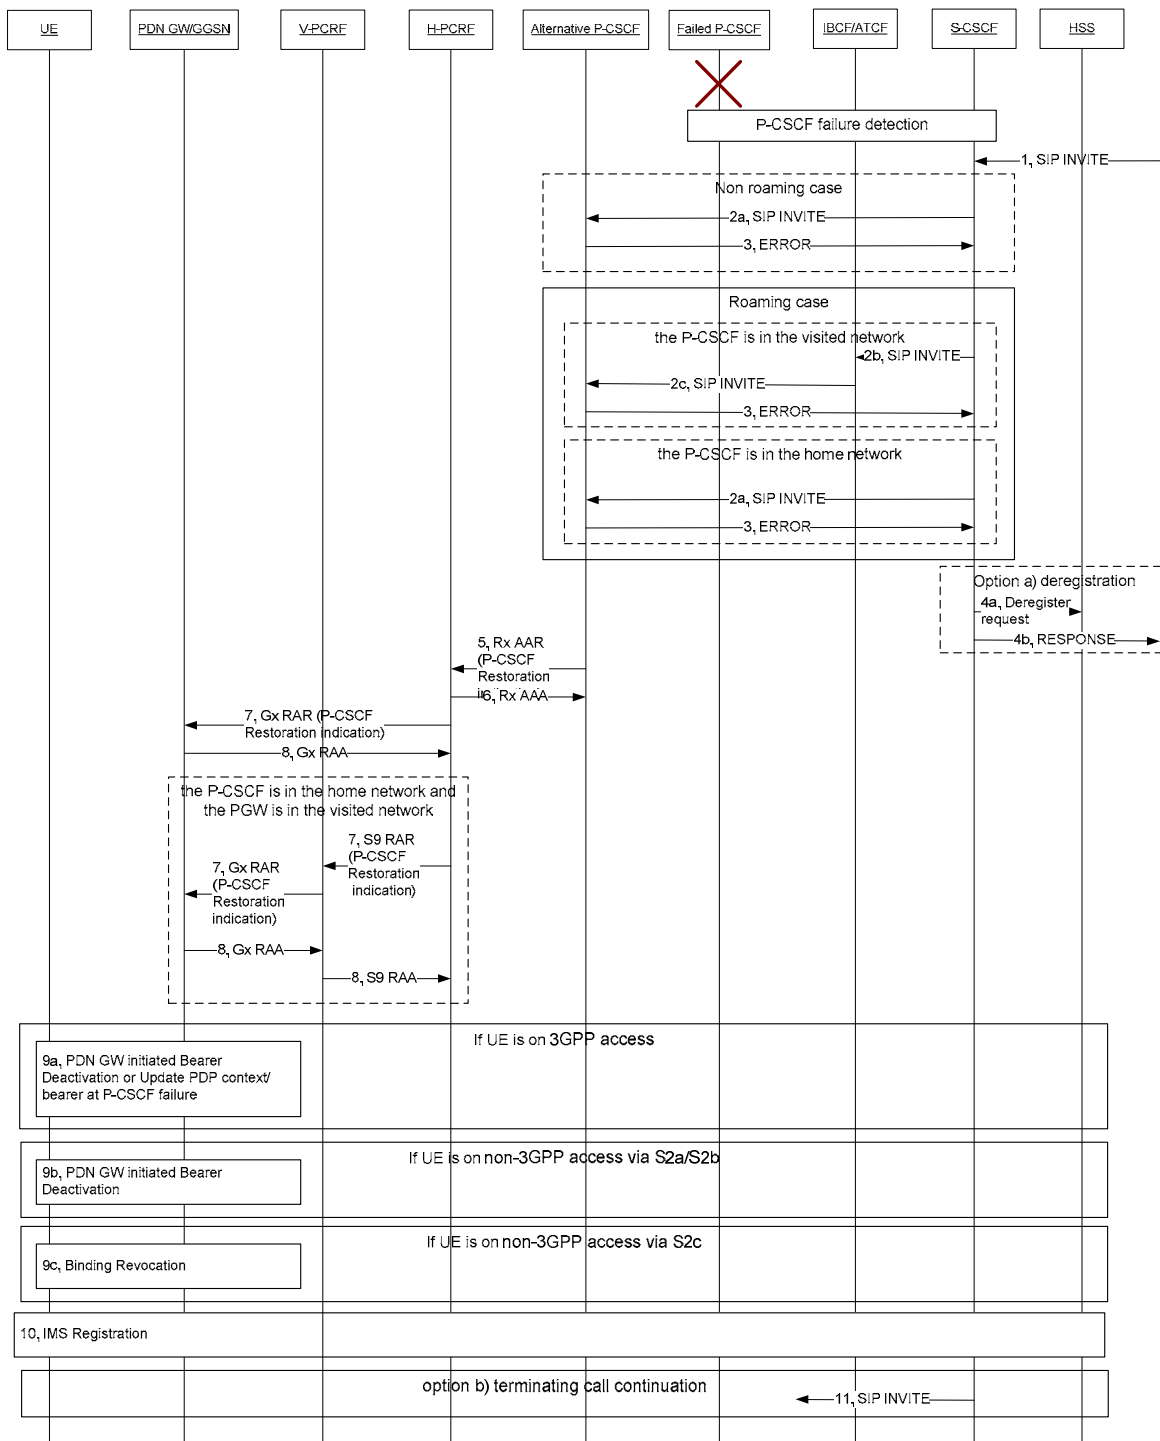 UE
PDN GW/GGSN
V-PCRF
H-PCRF
Alternative P-CSCF
Failed P-CSCF
IBCF/ATCF
S-CSCF
HSS
P-CSCF failure detection
1, SIP INVITE
Non roaming case
2a, SIP INVITE
3, ERROR
Roaming case
the P-CSCF is in the visited network
2b, SIP INVITE
2c, SIP INVITE
3, ERROR
the P-CSCF is in the home network
2a, SIP INVITE
3, ERROR
Option a) deregistration
4a, Deregister
request
4b, RESPONSE
5, Rx AAR
(P-CSCF
Restoration
6, Rx AAA
7, Gx RAR (P-CSCF
Restoration indication)
8, Gx RAA
the P-CSCF is in the home network and
the PGW is in the visited network
7, S9 RAR
(P-CSCF
Restoration
indication)
7, Gx RAR
(P-CSCF
Restoration
indication)
8, Gx RAA
8, S9 RAA
If UE is on 3GPP access
9a, PDN GW initiated Bearer
Deactivation or Update PDP context/
bearer at P-CSCF failure
If UE is on non-3GPP access via S2a/S2b
9b, PDN GW initiated Bearer
Deactivation
If UE is on non-3GPP access via S2c
9c, Binding Revocation
10, IMS Registration
option b) terminating call continuation
11, SIP INVITE